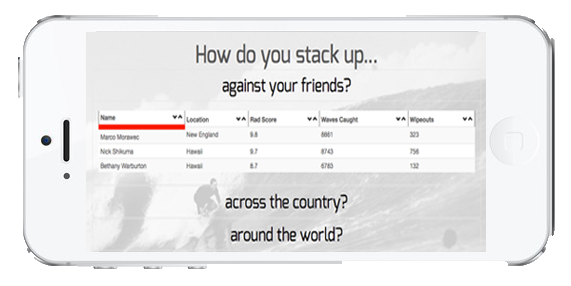 How do you stack up...
against your friends?
Name Location Rad Score Waves Caught Wipeouts
Marco Morawec New England 9.8 8861 323
Nick Shikuma Hawaii 9.7 8743 756
Bethany Warburton Hawaii 8.7 6783 132
across the country?
around the world?